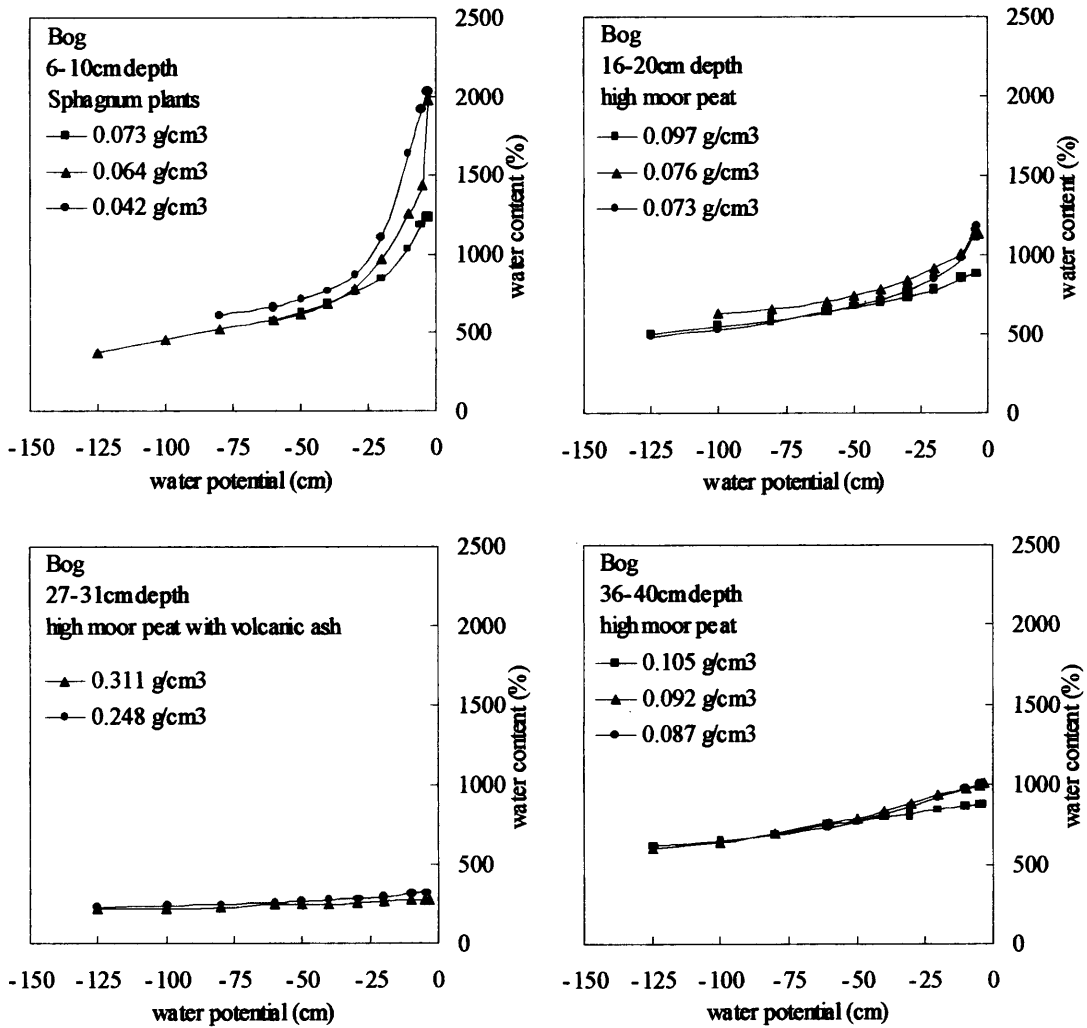 Bog
6-10cm depth
Sphagnum plants
0.073 g/cm3
0.064 g/cm3
0.042 g/cm3
2500
2000
1500
1000
500
0
water content (%)
-150 -125 -100 -75 -50 -25 0
water potential (cm)
Bog
16-20cm depth
high moor peat
0.097 g/cm3
0.076 g/cm3
0.073 g/cm3
2500
2000
1500
1000
500
0
water content (%)
-150 -125 -100 -75 -50 -25 0
water potential (cm)
Bog
27-31cm depth
high moor peat with volcanic ash
0.311 g/cm3
0.248 g/cm3
2500
2000
1500
1000
500
0
water content (%)
-150 -125 -100 -75 -50 -25 0
water potential (cm)
Bog
36-40cm depth
high moor peat
0.105 g/cm3
0.092 g/cm3
0.087 g/cm3
2500
2000
1500
1000
500
0
water content (%)
-150 -125 -100 -75 -50 -25 0
water potential (cm)